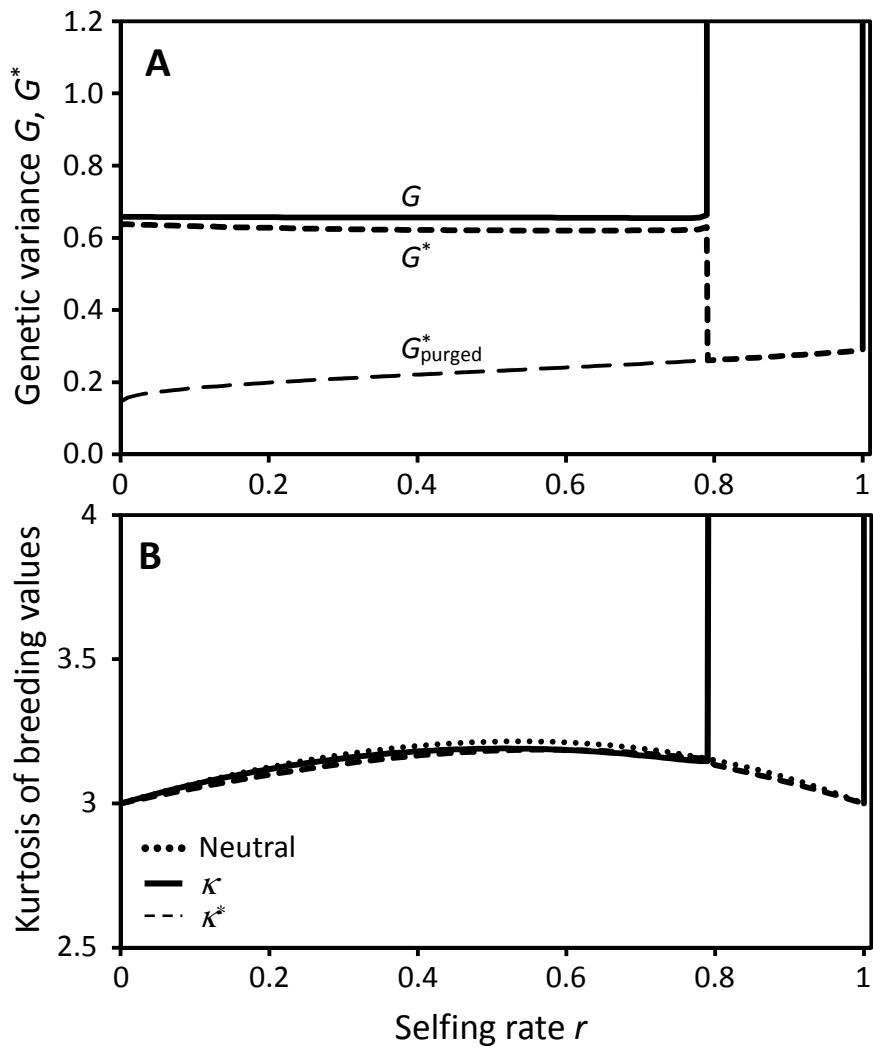 A
Genetic variance G, G*
1.2
1.0
0.8
0.6
0.4
0.2
0.0
G
G*
G*purged
0
0.2
0.4
0.6
0.8
1
B
Kurtosis of breeding values
4
3.5
3
2.5
Neutral
κ
κ*
0
0.2
0.4
0.6
0.8
1
Selfing rate r